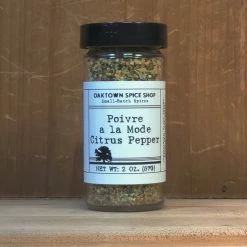 OAKTOWN SPICE SHOP
Small-Batch Spices
Poivre
a la Mode
Citrus Pepper
NET WT: 2 OZ. (57G)